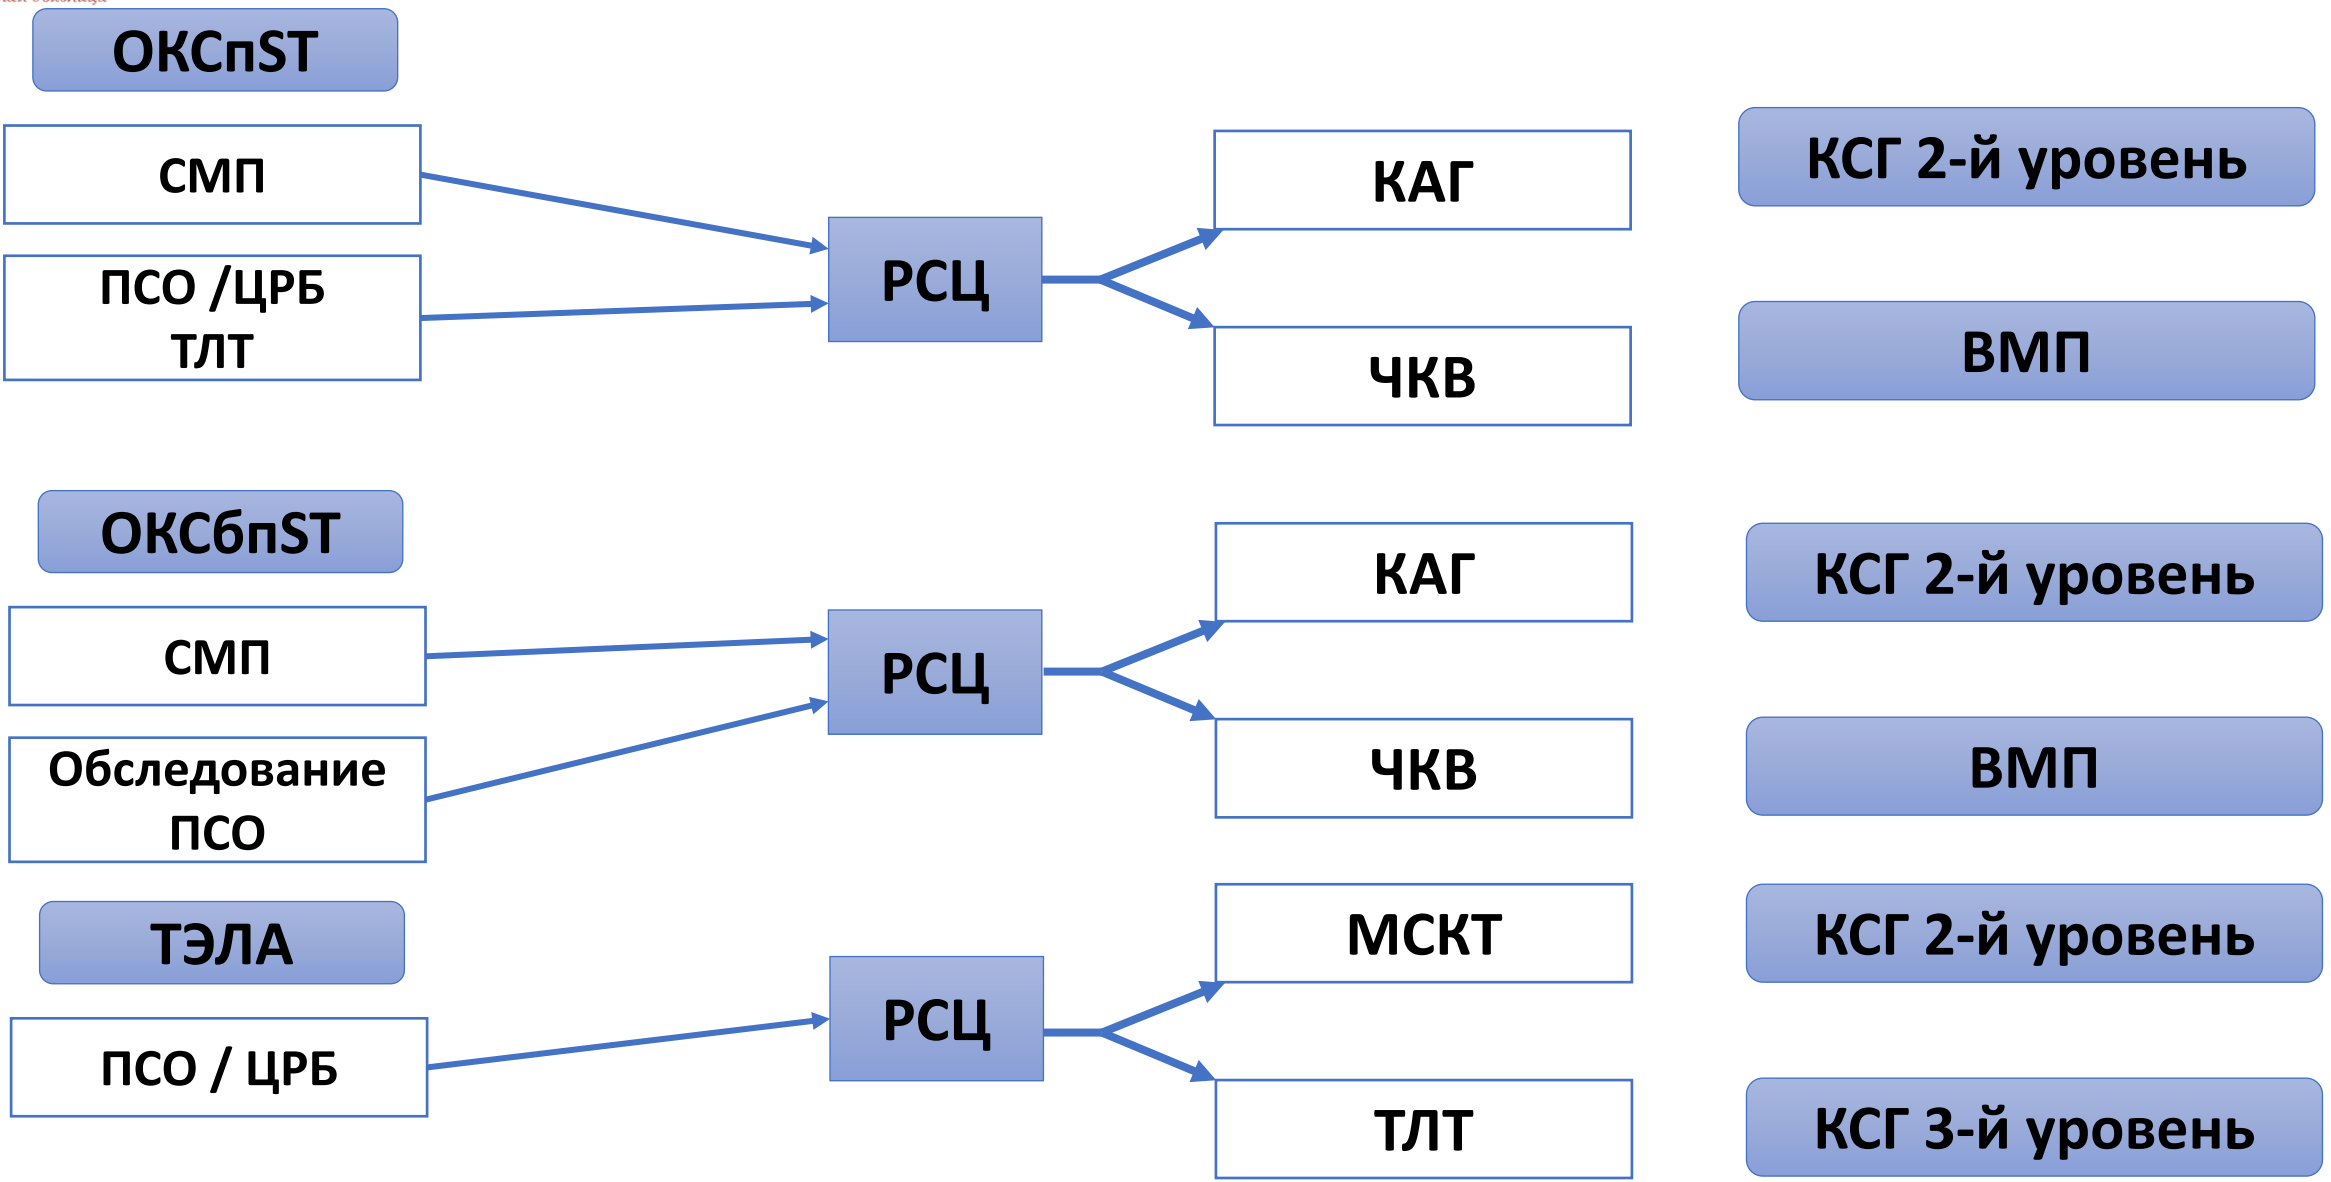 ОКСпST
СМП
ПСО /ЦРБ
ТЛТ
РСЦ
КАГ
ЧКВ
КСГ 2-й уровень
ВМП
ОКСбпST
СМП
Обследование
ПСО
РСЦ
КАГ
ЧКВ
КСГ 2-й уровень
ВМП
ТЭЛА
ПСО / ЦРБ
РСЦ
МСКТ
ТЛТ
КСГ 2-й уровень
КСГ 3-й уровень